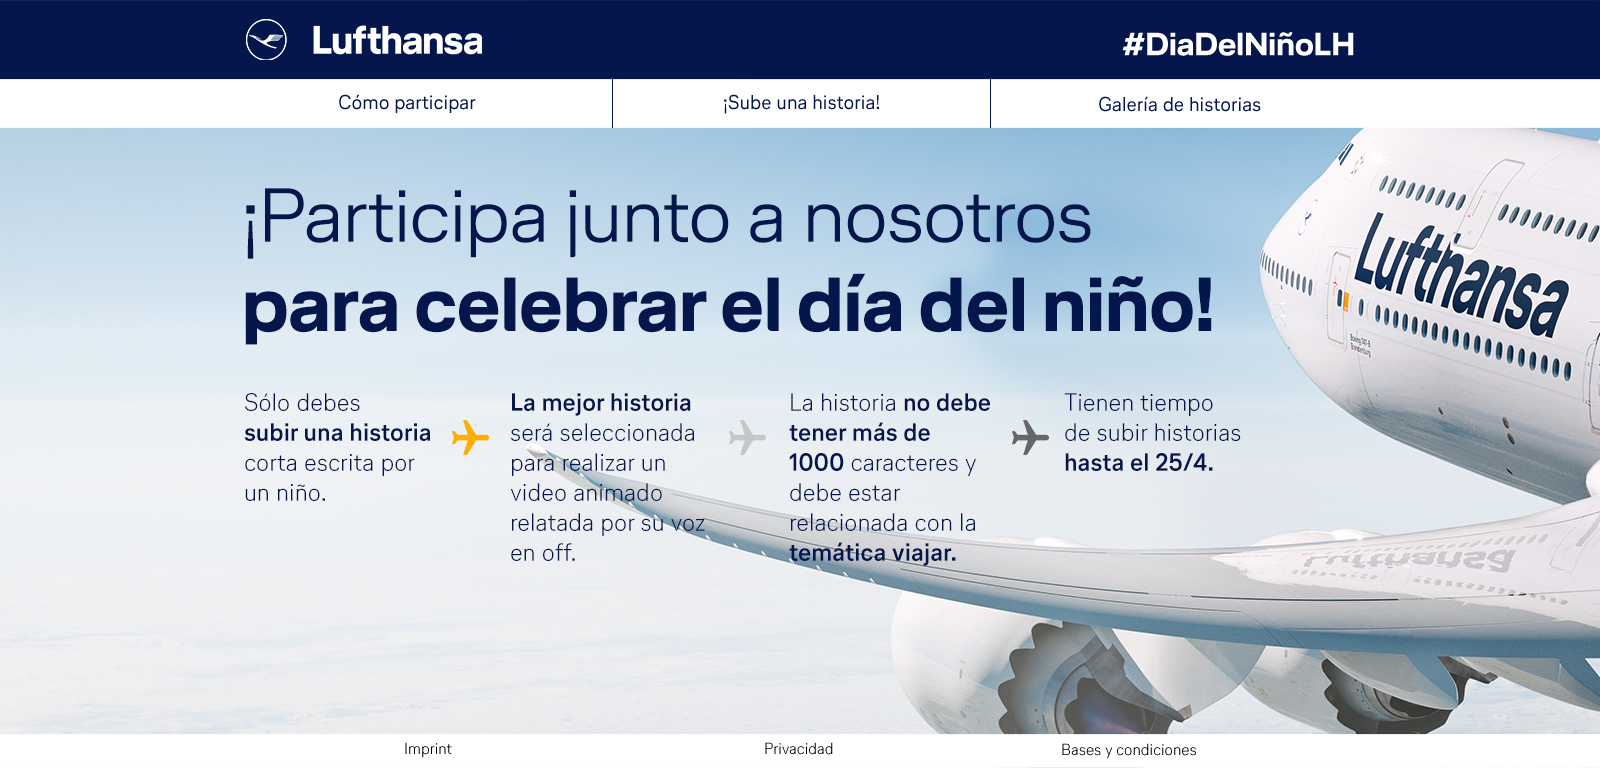 Lufthansa
#DiaDelNiñoLH
Cómo participar
¡Sube una historia!
Galería de historias
¡Participa junto a nosotros
para celebrar el día del niño!
Sólo debes
subir una historia
corta escrita por
un niño.
La mejor historia
será seleccionada
para realizar un
video animado
relatada por su voz
en off.
La historia no debe
tener más de
1000 caracteres y
debe estar
relacionada con la
temática viajar.
Tienen tiempo
de subir historias
hasta el 25/4.
Lufthansa
Boeing 747-8
Brandenburg
Lufthansa
Imprint
Privacidad
Bases y condiciones